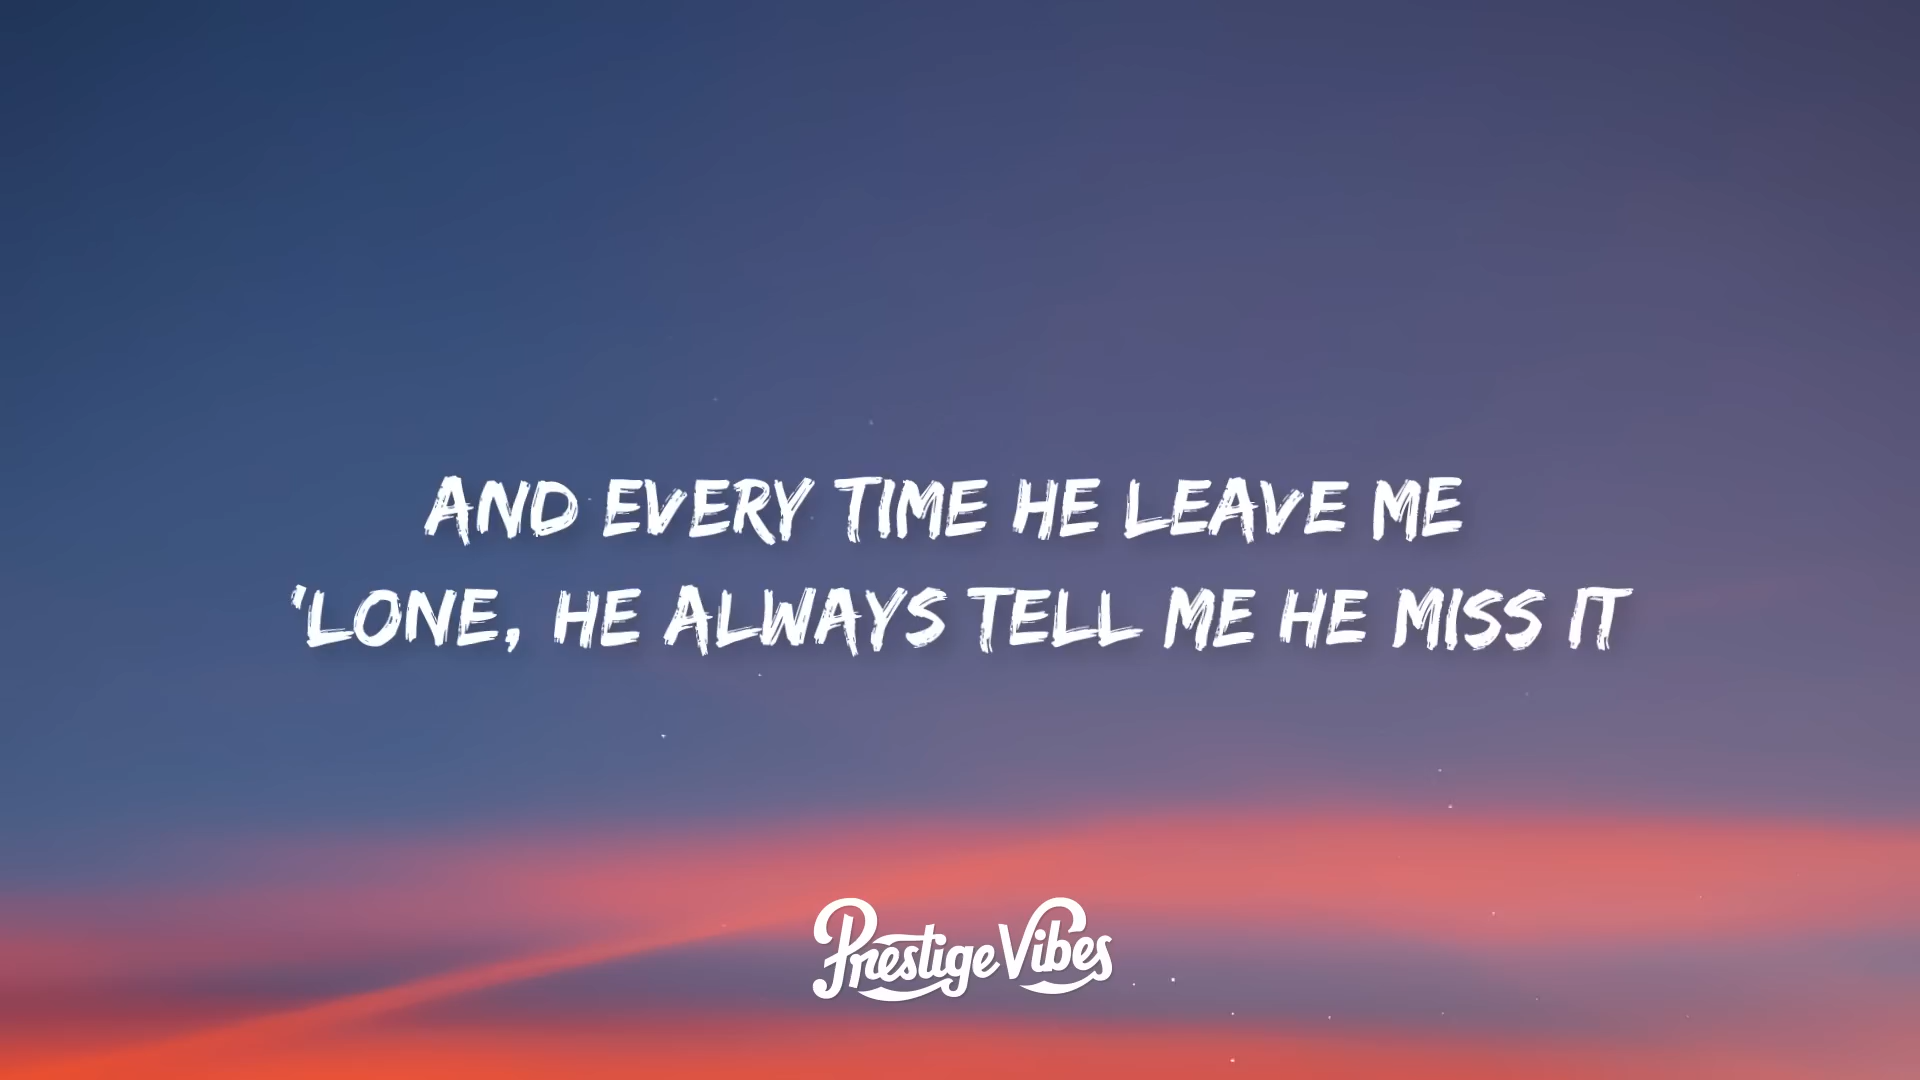 AND EVERY TIME HE LEAVE ME
'LONE, HE ALWAYS TELL ME HE MISS IT
Prestige Vibes